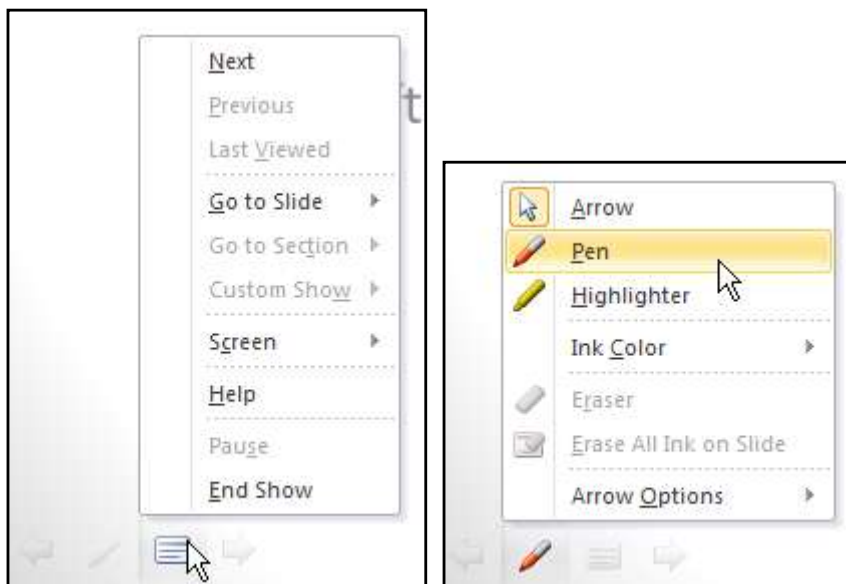 Next
Previous
Last Viewed
Go to Slide
Go to Section
Custom Show
Screen
Help
Pause
End Show
Arrow
Pen
Highlighter
Ink Color
Eraser
Erase All Ink on Slide
Arrow Options